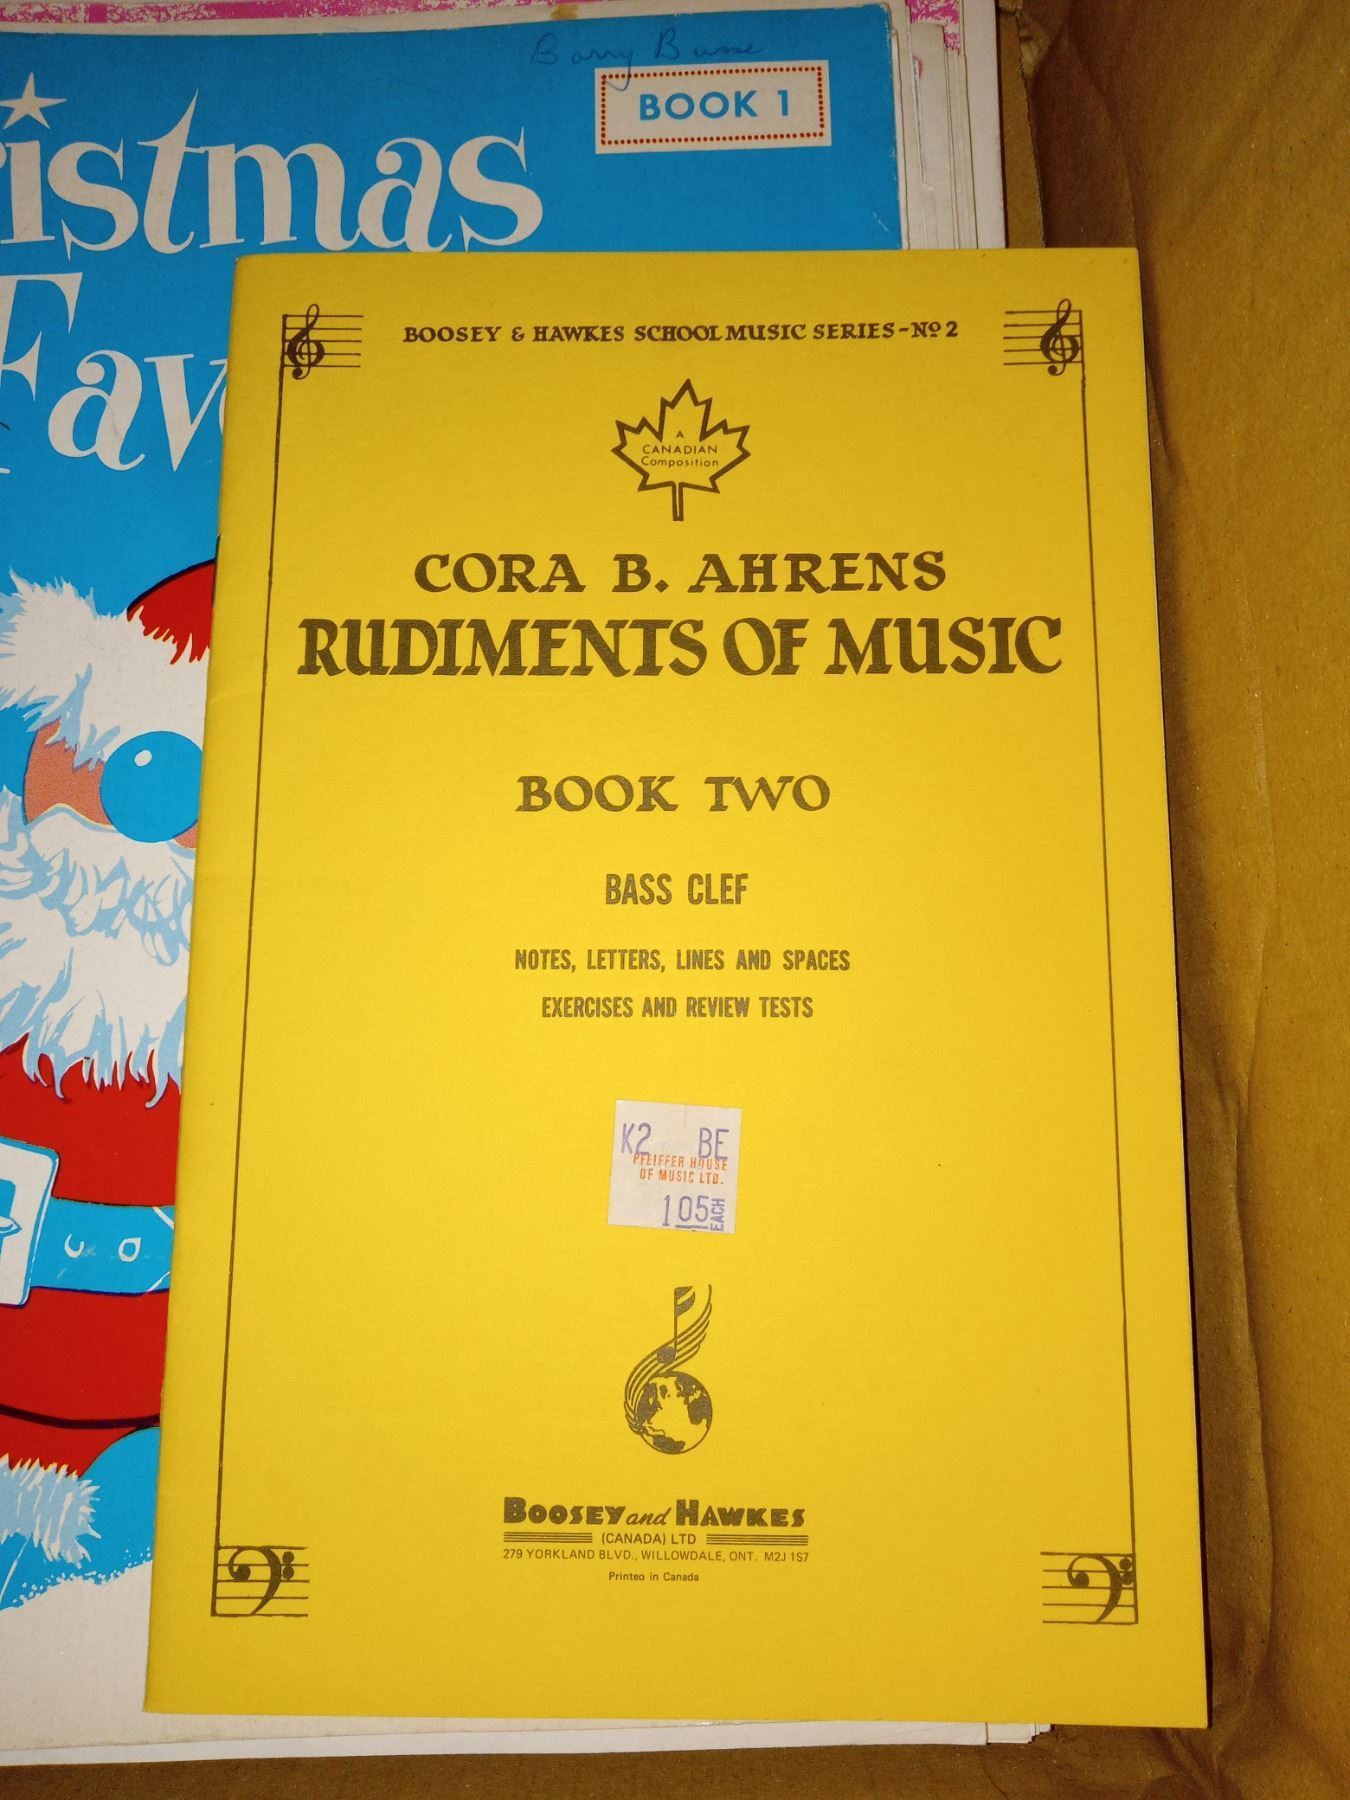 Barry Busse
BOOK 1
ristmas
Fav
BOOSEY & HAWKES SCHOOL MUSIC SERIES - No 2
A
CANADIAN
Composition
CORA B. AHRENS
RUDIMENTS OF MUSIC
BOOK TWO
BASS CLEF
NOTES, LETTERS, LINES AND SPACES
EXERCISES AND REVIEW TESTS
K2 BE
PFEIFFER HOUSE
OF MUSIC LTD.
105 EACH
BOOSEY and HAWKES
(CANADA) LTD
279 YORKLAND BLVD., WILLOWDALE, ONT. M2J 1S7
Printed in Canada